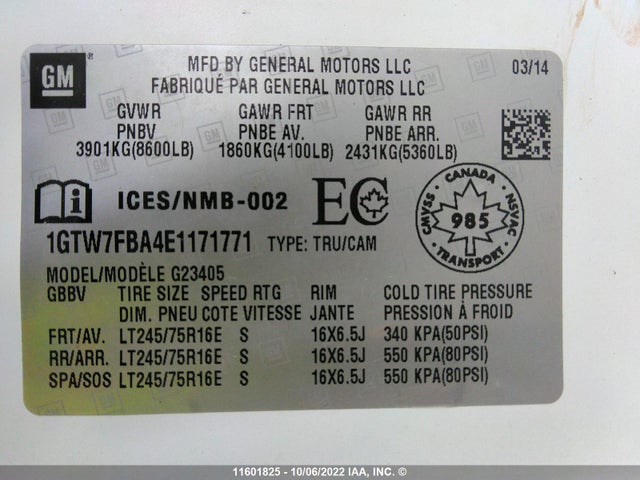 GM
MFD BY GENERAL MOTORS LLC 03/14
FABRIQUÉ PAR GENERAL MOTORS LLC
GVWR GAWR FRT GAWR RR
PNBV PNBE AV. PNBE ARR.
3901KG(8600LB) 1860KG(4100LB) 2431KG(5360LB)
ICES/NMB-002 EC
CANADA
CMVSS 985 NSVAC
TRANSPORT
1GTW7FBA4E1171771 TYPE: TRU/CAM
MODEL/MODÈLE G23405
GBBV TIRE SIZE SPEED RTG RIM COLD TIRE PRESSURE
DIM. PNEU COTE VITESSE JANTE PRESSION À FROID
FRT/AV. LT245/75R16E S 16X6.5J 340 KPA(50PSI)
RR/ARR. LT245/75R16E S 16X6.5J 550 KPA(80PSI)
SPA/SOS LT245/75R16E S 16X6.5J 550 KPA(80PSI)
11601825 - 10/06/2022 IAA, INC. ©